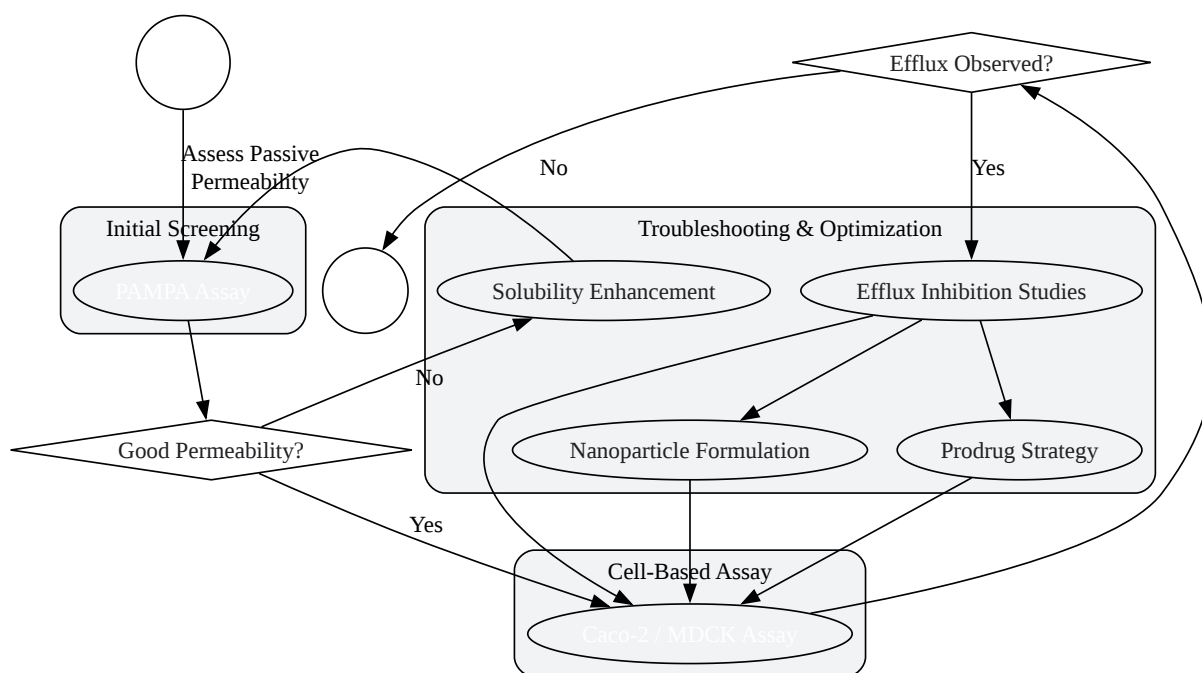 Efflux Observed?
Assess Passive
Permeability
No
Yes
Initial Screening
Troubleshooting & Optimization
PAMPA Assay
Solubility Enhancement
Efflux Inhibition Studies
No
Good Permeability?
Nanoparticle Formulation
Prodrug Strategy
Yes
Cell-Based Assay
Caco-2 / MDCK Assay